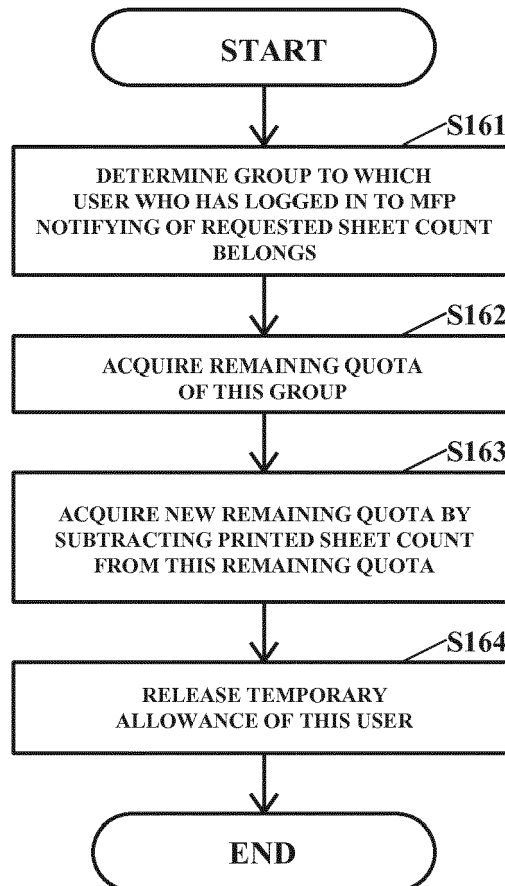 START
S161
DETERMINE GROUP TO WHICH
USER WHO HAS LOGGED IN TO MFP
NOTIFYING OF REQUESTED SHEET COUNT
BELONGS
S162
ACQUIRE REMAINING QUOTA
OF THIS GROUP
S163
ACQUIRE NEW REMAINING QUOTA BY
SUBTRACTING PRINTED SHEET COUNT
FROM THIS REMAINING QUOTA
S164
RELEASE TEMPORARY
ALLOWANCE OF THIS USER
END